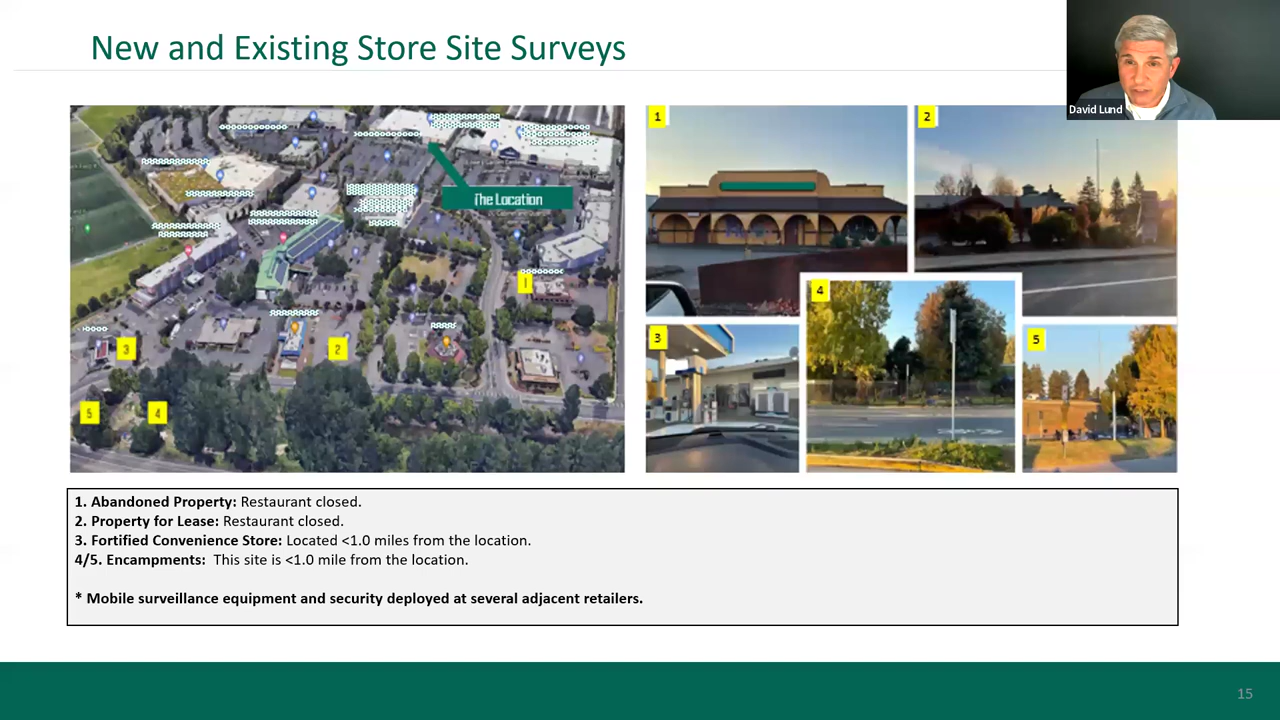 New and Existing Store Site Surveys
David Lund
The Location
1
2
3
4
5
1
2
3
4
5
1. Abandoned Property: Restaurant closed.
2. Property for Lease: Restaurant closed.
3. Fortified Convenience Store: Located <1.0 miles from the location.
4/5. Encampments: This site is <1.0 mile from the location.
* Mobile surveillance equipment and security deployed at several adjacent retailers.
15